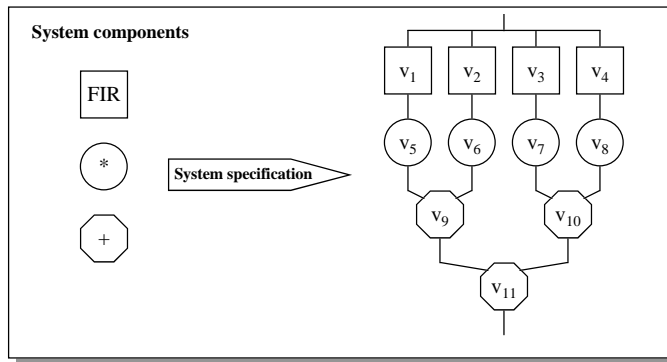 System components
FIR
*
+
System specification
v1 v2 v3 v4
v5 v6 v7 v8
v9 v10
v11